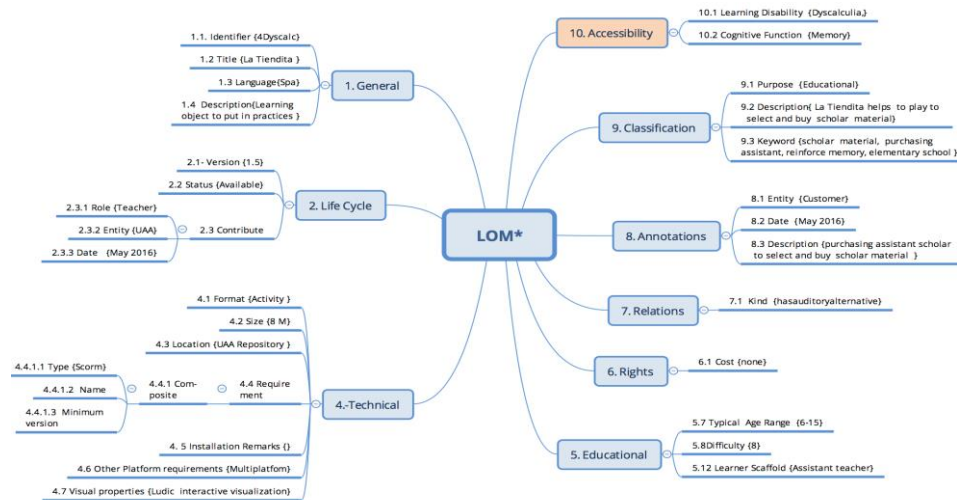 LOM*
1. General
1.1. Identifier {4Dyscalc}
1.2 Title {La Tiendita }
1.3 Language{Spa}
1.4 Description{Learning
object to put in practices }
2. Life Cycle
2.1- Version {1.5}
2.2 Status {Available}
2.3 Contribute
2.3.1 Role {Teacher}
2.3.2 Entity {UAA}
2.3.3 Date {May 2016}
4.-Technical
4.1 Format {Activity }
4.2 Size {8 M}
4.3 Location {UAA Repository }
4.4 Require
ment
4.4.1 Com-
posite
4.4.1.1 Type {Scorm}
4.4.1.2 Name
4.4.1.3 Minimum
version
4. 5 Installation Remarks {}
4.6 Other Platform requirements {Multiplatfom}
4.7 Visual properties {Ludic interactive visualization}
10. Accessibility
10.1 Learning Disability {Dyscalculia,}
10.2 Cognitive Function {Memory}
9. Classification
9.1 Purpose {Educational}
9.2 Description{ La Tiendita helps to play to
select and buy scholar material}
9.3 Keyword {scholar material, purchasing
assistant, reinforce memory, elementary school }
8. Annotations
8.1 Entity {Customer}
8.2 Date {May 2016}
8.3 Description {purchasing assistant scholar
to select and buy scholar material }
7. Relations
7.1 Kind {hasauditoryalternative}
6. Rights
6.1 Cost {none}
5. Educational
5.7 Typical Age Range {6-15}
5.8Difficulty {8}
5.12 Learner Scaffold {Assistant teacher}